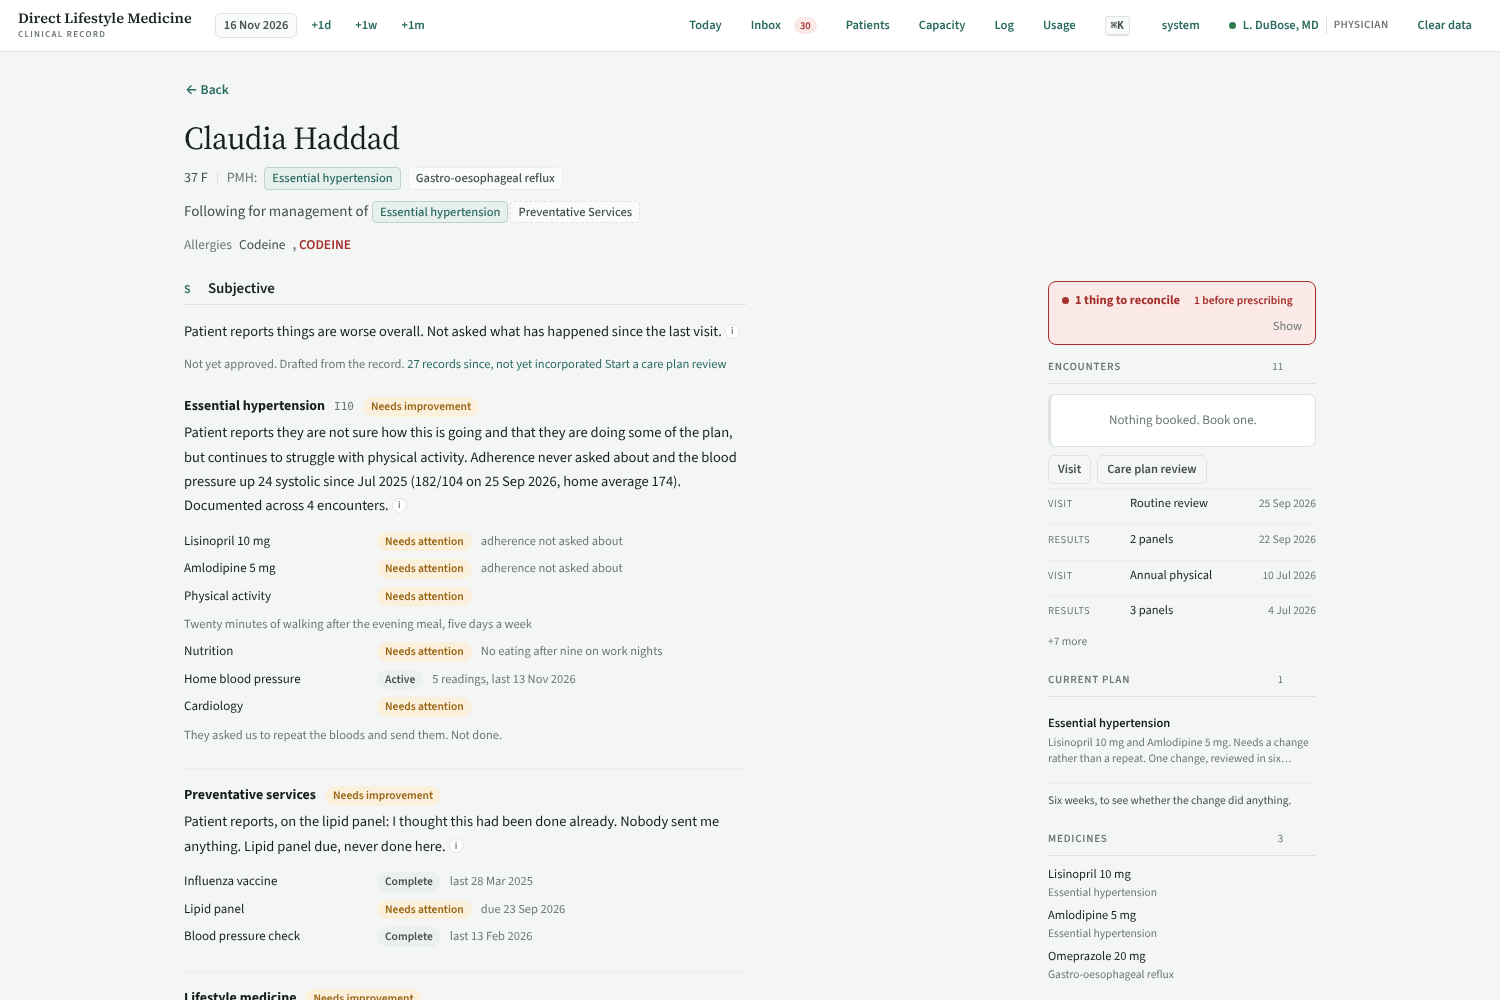 Direct Lifestyle Medicine
CLINICAL RECORD
16 Nov 2026 +1d +1w +1m
Today Inbox 30 Patients Capacity Log Usage ⌘K system L. DuBose, MD PHYSICIAN Clear data
← Back
Claudia Haddad
37 F PMH: Essential hypertension Gastro-oesophageal reflux
Following for management of Essential hypertension Preventative Services
Allergies Codeine , CODEINE
S Subjective
Patient reports things are worse overall. Not asked what has happened since the last visit. i
Not yet approved. Drafted from the record. 27 records since, not yet incorporated Start a care plan review
Essential hypertension I10 Needs improvement
Patient reports they are not sure how this is going and that they are doing some of the plan,
but continues to struggle with physical activity. Adherence never asked about and the blood
pressure up 24 systolic since Jul 2025 (182/104 on 25 Sep 2026, home average 174).
Documented across 4 encounters. i
Lisinopril 10 mg Needs attention adherence not asked about
Amlodipine 5 mg Needs attention adherence not asked about
Physical activity Needs attention
Twenty minutes of walking after the evening meal, five days a week
Nutrition Needs attention No eating after nine on work nights
Home blood pressure Active 5 readings, last 13 Nov 2026
Cardiology Needs attention
They asked us to repeat the bloods and send them. Not done.
Preventative services Needs improvement
Patient reports, on the lipid panel: I thought this had been done already. Nobody sent me
anything. Lipid panel due, never done here. i
Influenza vaccine Complete last 28 Mar 2025
Lipid panel Needs attention due 23 Sep 2026
Blood pressure check Complete last 13 Feb 2026
Lifestyle medicine Needs improvement
1 thing to reconcile 1 before prescribing
Show
ENCOUNTERS 11
Nothing booked. Book one.
Visit Care plan review
VISIT Routine review 25 Sep 2026
RESULTS 2 panels 22 Sep 2026
VISIT Annual physical 10 Jul 2026
RESULTS 3 panels 4 Jul 2026
+7 more
CURRENT PLAN 1
Essential hypertension
Lisinopril 10 mg and Amlodipine 5 mg. Needs a change
rather than a repeat. One change, reviewed in six…
Six weeks, to see whether the change did anything.
MEDICINES 3
Lisinopril 10 mg
Essential hypertension
Amlodipine 5 mg
Essential hypertension
Omeprazole 20 mg
Gastro-oesophageal reflux